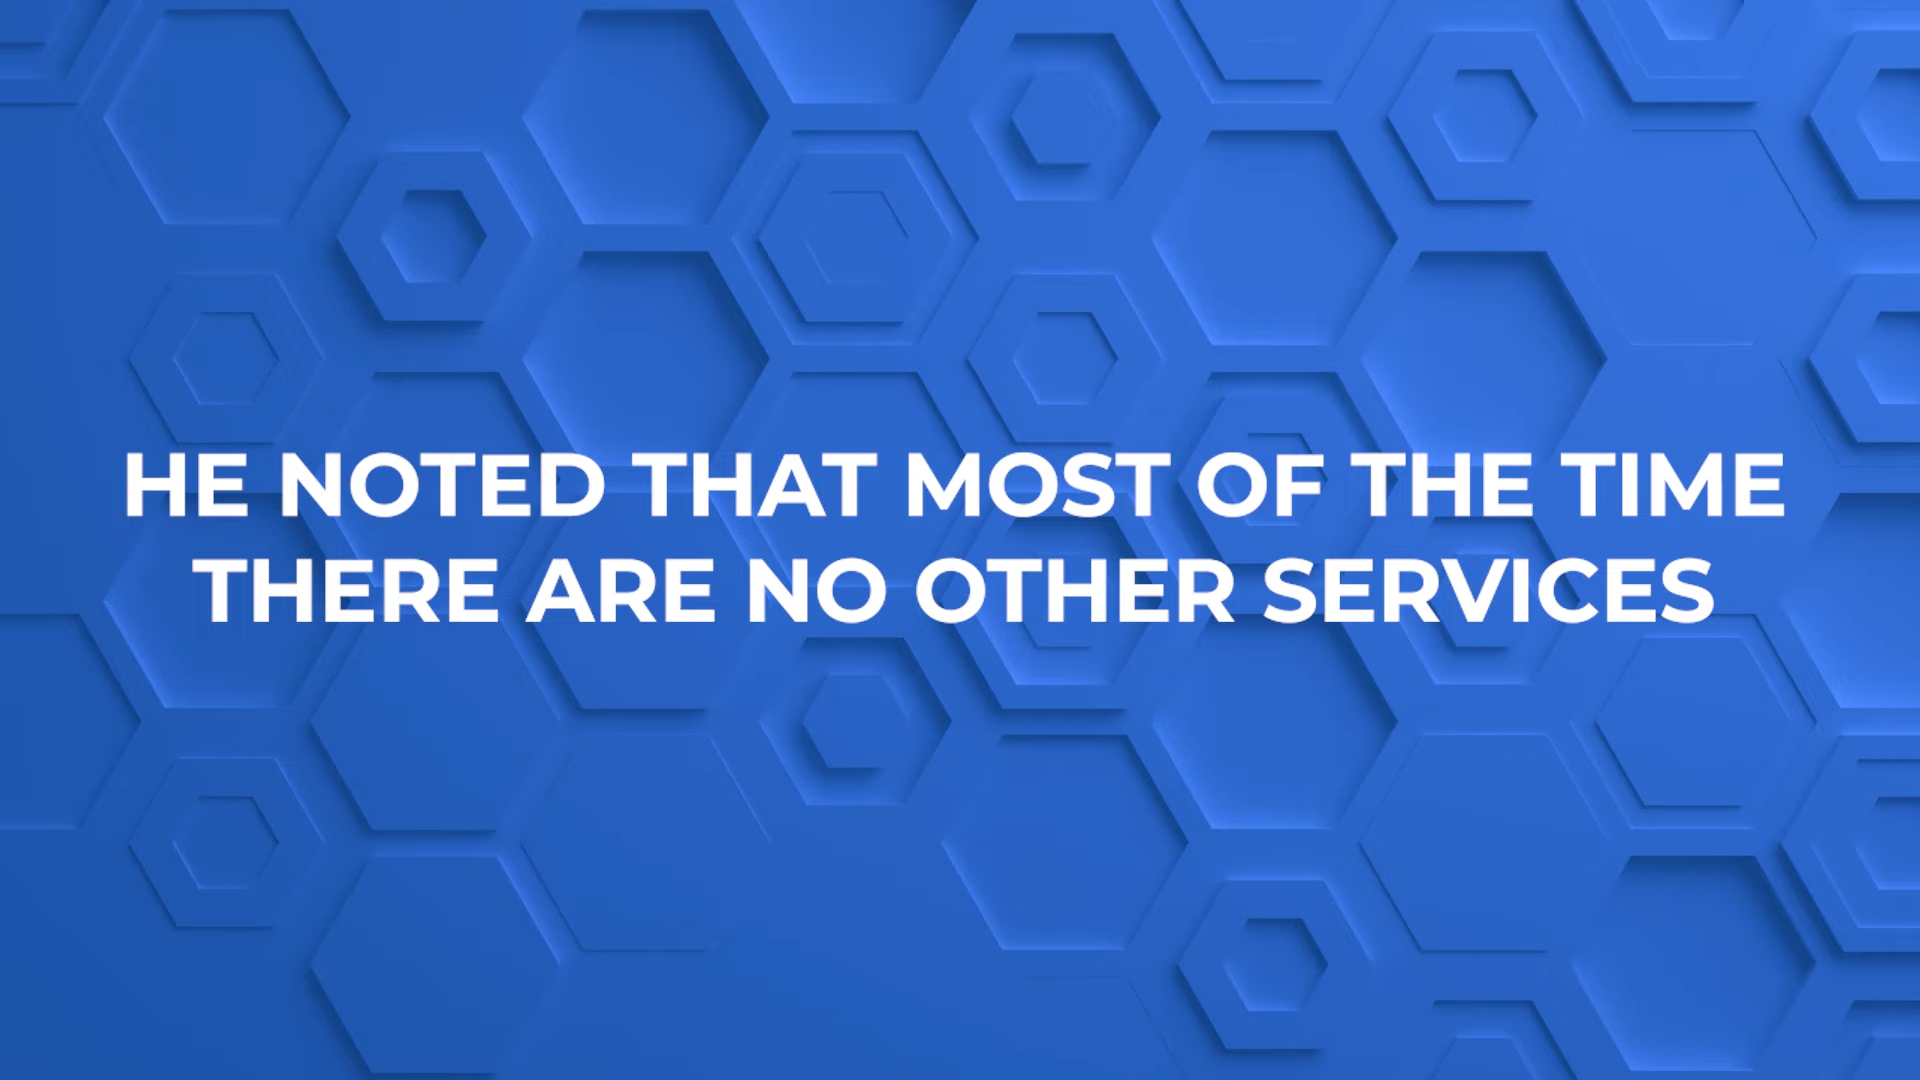 HE NOTED THAT MOST OF THE TIME
THERE ARE NO OTHER SERVICES